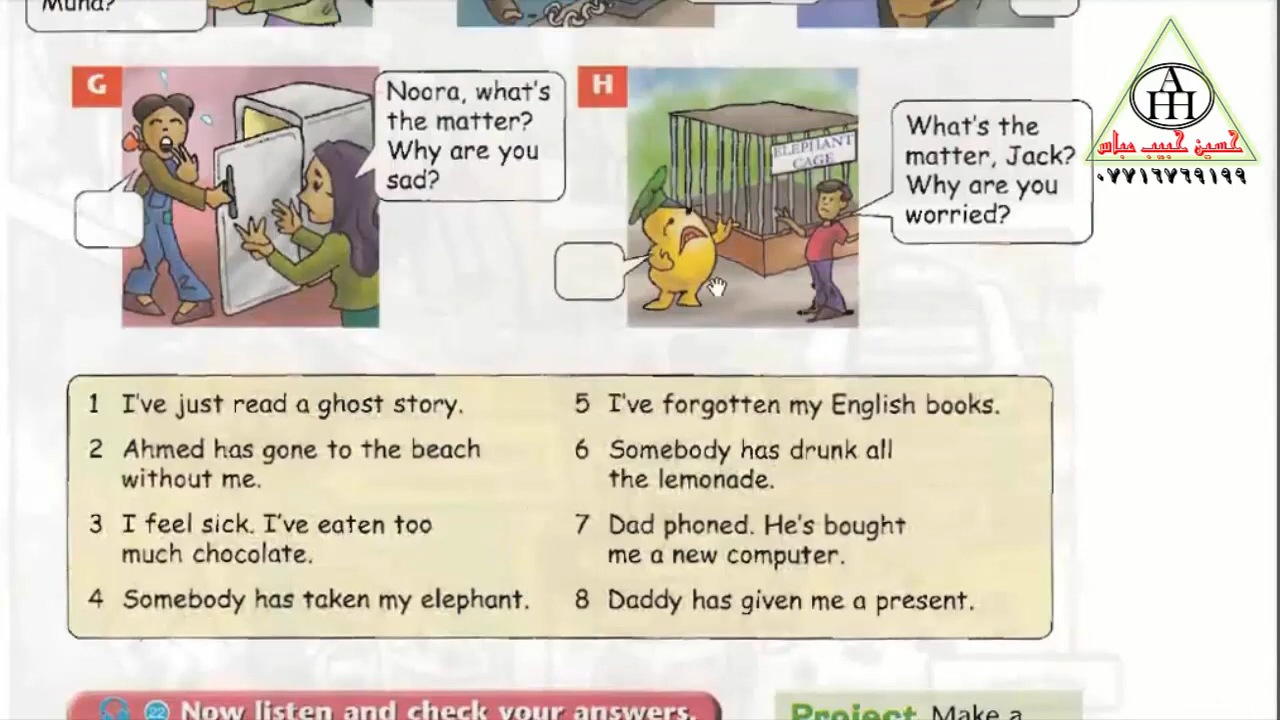 Muna?
G
Noora, what's
the matter?
Why are you
sad?
H
ELEPHANT
CAGE
What's the
matter, Jack?
Why are you
worried?
A
HH
حسين حبيب عباس
٠٧٧١٦٧٦٩١٩٩
1 I've just read a ghost story.
2 Ahmed has gone to the beach
without me.
3 I feel sick. I've eaten too
much chocolate.
4 Somebody has taken my elephant.
5 I've forgotten my English books.
6 Somebody has drunk all
the lemonade.
7 Dad phoned. He's bought
me a new computer.
8 Daddy has given me a present.
22 Now listen and check your answers.
Project Make a